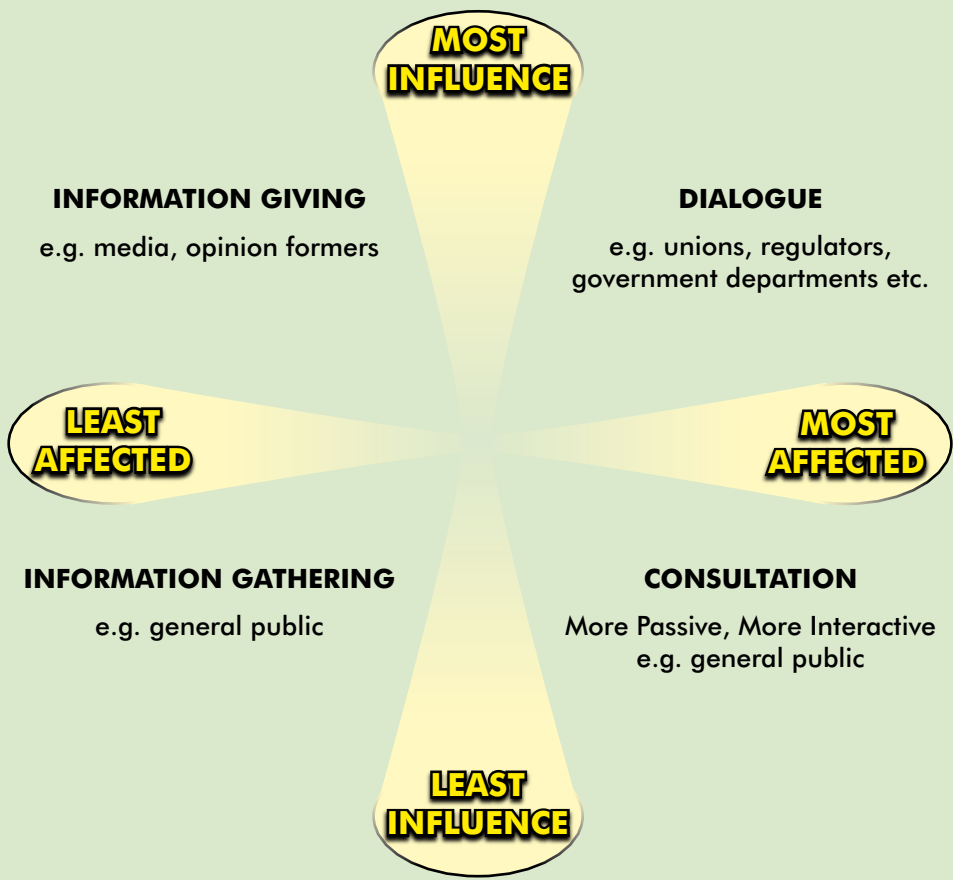 MOST
INFLUENCE
INFORMATION GIVING
e.g. media, opinion formers
DIALOGUE
e.g. unions, regulators,
government departments etc.
LEAST
AFFECTED
MOST
AFFECTED
INFORMATION GATHERING
e.g. general public
CONSULTATION
More Passive, More Interactive
e.g. general public
LEAST
INFLUENCE